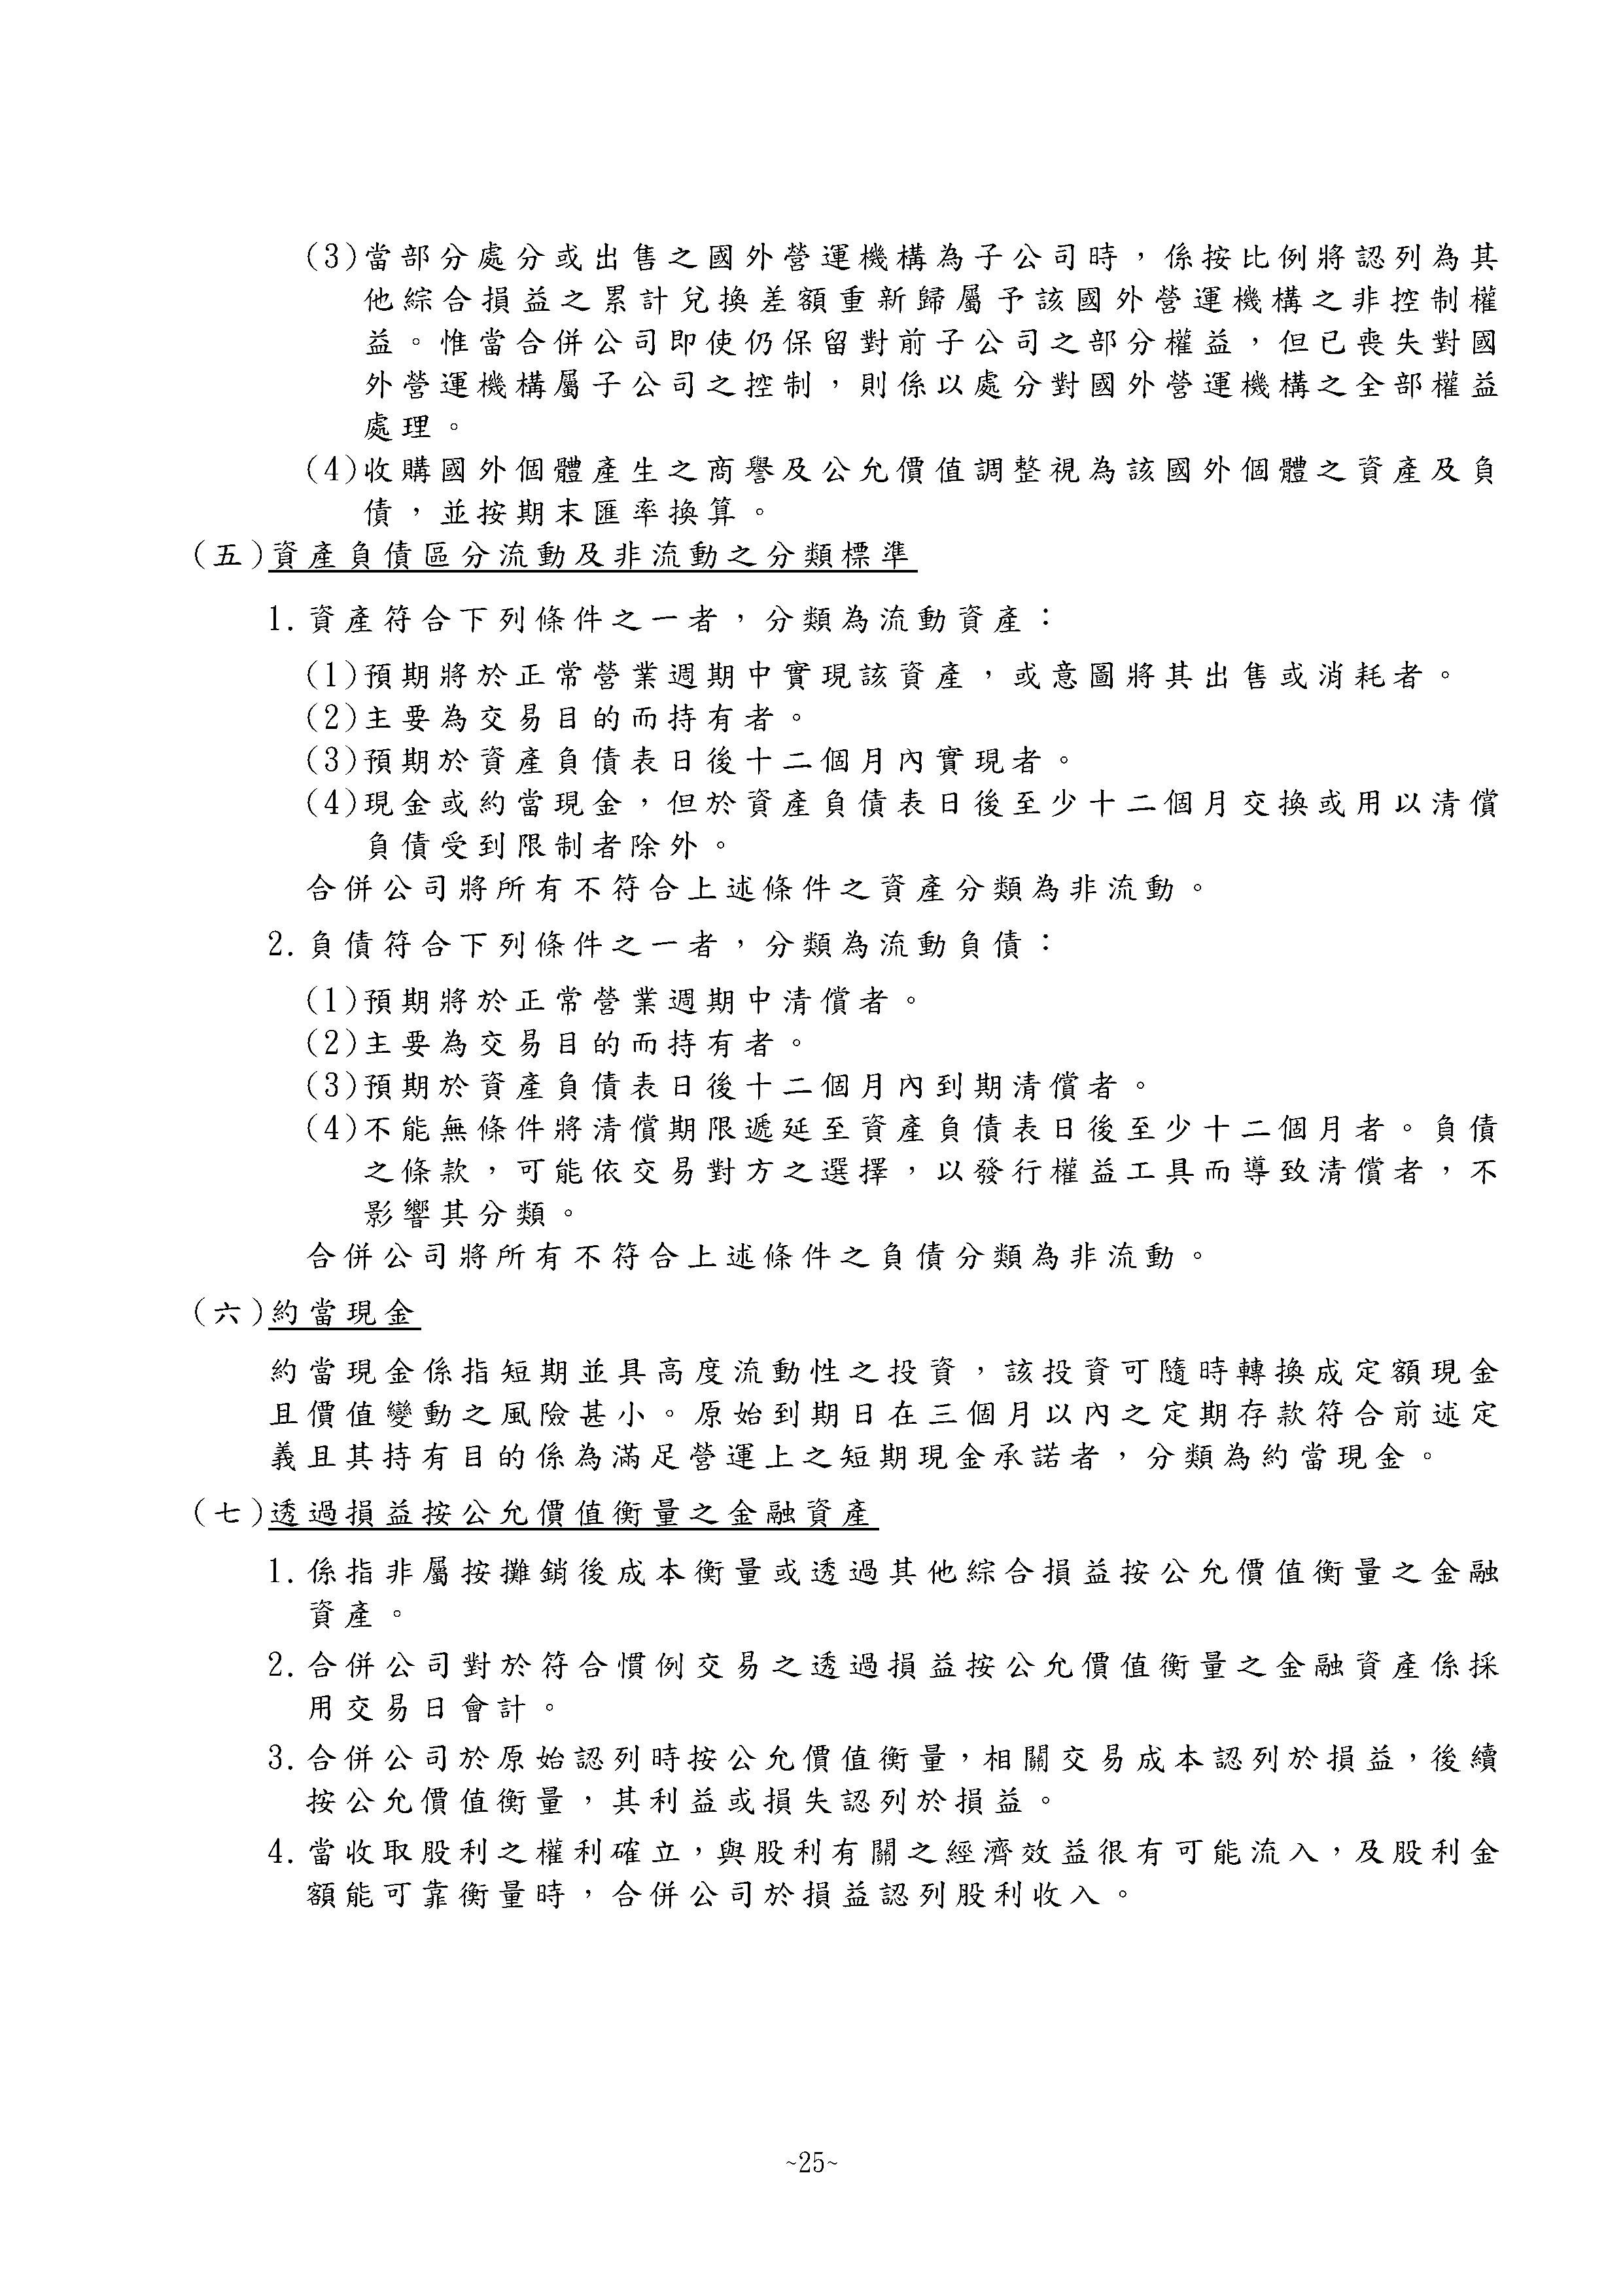 (3)當部分處分或出售之國外營運機構為子公司時，係按比例將認列為其
他綜合損益之累計兌換差額重新歸屬予該國外營運機構之非控制權
益。惟當合併公司即使仍保留對前子公司之部分權益，但已喪失對國
外營運機構屬子公司之控制，則係以處分對國外營運機構之全部權益
處理。
(4)收購國外個體產生之商譽及公允價值調整視為該國外個體之資產及負
債，並按期末匯率換算。
(五)資產負債區分流動及非流動之分類標準
1.資產符合下列條件之一者，分類為流動資產：
(1)預期將於正常營業週期中實現該資產，或意圖將其出售或消耗者。
(2)主要為交易目的而持有者。
(3)預期於資產負債表日後十二個月內實現者。
(4)現金或約當現金，但於資產負債表日後至少十二個月交換或用以清償
負債受到限制者除外。
合併公司將所有不符合上述條件之資產分類為非流動。
2.負債符合下列條件之一者，分類為流動負債：
(1)預期將於正常營業週期中清償者。
(2)主要為交易目的而持有者。
(3)預期於資產負債表日後十二個月內到期清償者。
(4)不能無條件將清償期限遞延至資產負債表日後至少十二個月者。負債
之條款，可能依交易對方之選擇，以發行權益工具而導致清償者，不
影響其分類。
合併公司將所有不符合上述條件之負債分類為非流動。
(六)約當現金
約當現金係指短期並具高度流動性之投資，該投資可隨時轉換成定額現金
且價值變動之風險甚小。原始到期日在三個月以內之定期存款符合前述定
義且其持有目的係為滿足營運上之短期現金承諾者，分類為約當現金。
(七)透過損益按公允價值衡量之金融資產
1.係指非屬按攤銷後成本衡量或透過其他綜合損益按公允價值衡量之金融
資產。
2.合併公司對於符合慣例交易之透過損益按公允價值衡量之金融資產係採
用交易日會計。
3.合併公司於原始認列時按公允價值衡量，相關交易成本認列於損益，後續
按公允價值衡量，其利益或損失認列於損益。
4.當收取股利之權利確立，與股利有關之經濟效益很有可能流入，及股利金
額能可靠衡量時，合併公司於損益認列股利收入。
~25~